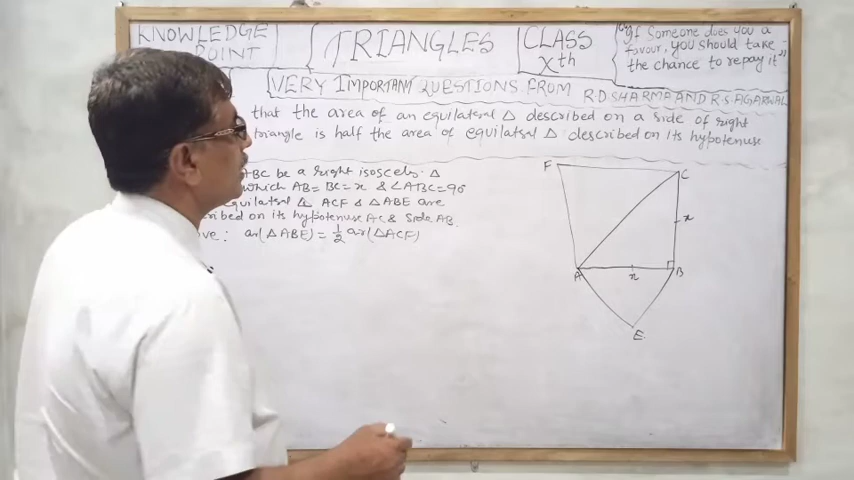 KNOWLEDGE
POINT
TRIANGLES
CLASS
Xth
"If Someone does you a
favour, you should take
the chance to repay it"
VERY IMPORTANT QUESTIONS FROM R.D SHARMA AND R.S. AGARWAL
that the area of an equilateral △ described on a side of right
triangle is half the area of equilateral △ described on its hypotenuse
ABC be a right isosceles △
which AB = BC = x & ∠ABC = 90
equilateral △s ACF & △ABE are
on its hypotenuse AC & Side AB.
: ar(△ABE) = 1/2 ar(△ACF)
F
C
x
A
x
B
E